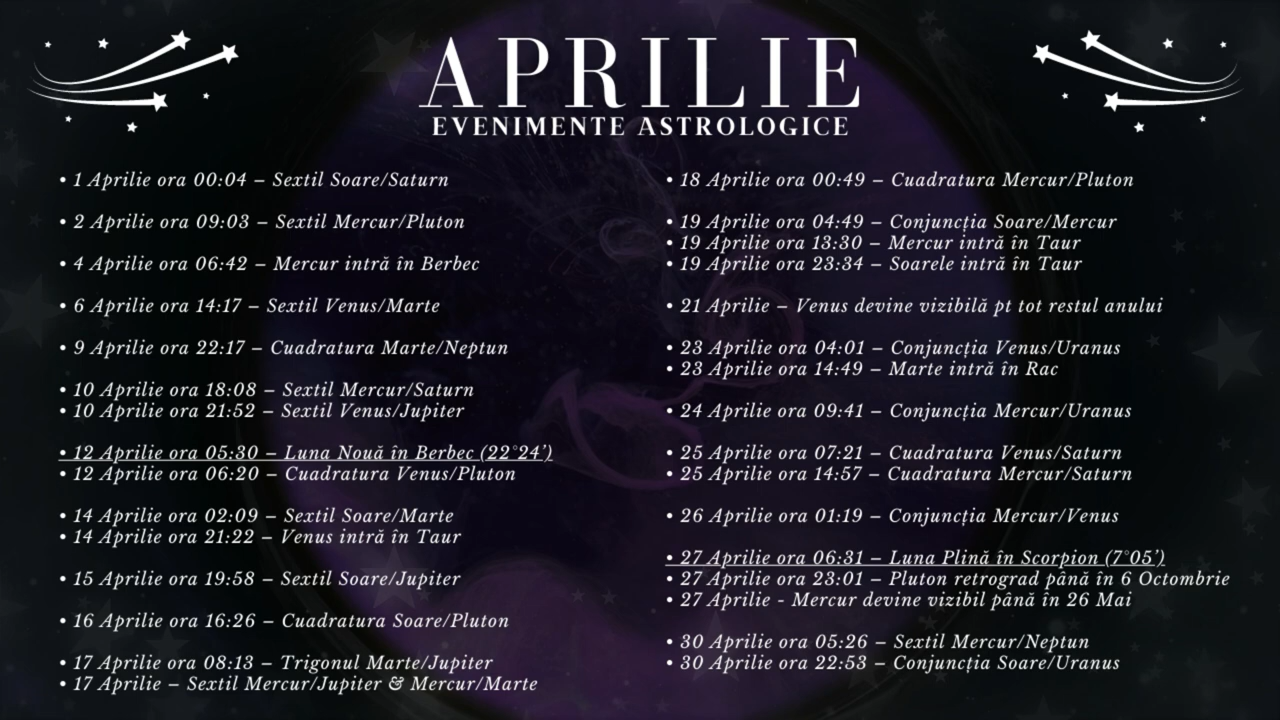 APRILIE
EVENIMENTE ASTROLOGICE
• 1 Aprilie ora 00:04 – Sextil Soare/Saturn
• 2 Aprilie ora 09:03 – Sextil Mercur/Pluton
• 4 Aprilie ora 06:42 – Mercur intră în Berbec
• 6 Aprilie ora 14:17 – Sextil Venus/Marte
• 9 Aprilie ora 22:17 – Cuadratura Marte/Neptun
• 10 Aprilie ora 18:08 – Sextil Mercur/Saturn
• 10 Aprilie ora 21:52 – Sextil Venus/Jupiter
• 12 Aprilie ora 05:30 – Luna Nouă în Berbec (22°24’)
• 12 Aprilie ora 06:20 – Cuadratura Venus/Pluton
• 14 Aprilie ora 02:09 – Sextil Soare/Marte
• 14 Aprilie ora 21:22 – Venus intră în Taur
• 15 Aprilie ora 19:58 – Sextil Soare/Jupiter
• 16 Aprilie ora 16:26 – Cuadratura Soare/Pluton
• 17 Aprilie ora 08:13 – Trigonul Marte/Jupiter
• 17 Aprilie – Sextil Mercur/Jupiter & Mercur/Marte
• 18 Aprilie ora 00:49 – Cuadratura Mercur/Pluton
• 19 Aprilie ora 04:49 – Conjuncția Soare/Mercur
• 19 Aprilie ora 13:30 – Mercur intră în Taur
• 19 Aprilie ora 23:34 – Soarele intră în Taur
• 21 Aprilie – Venus devine vizibilă pt tot restul anului
• 23 Aprilie ora 04:01 – Conjuncția Venus/Uranus
• 23 Aprilie ora 14:49 – Marte intră în Rac
• 24 Aprilie ora 09:41 – Conjuncția Mercur/Uranus
• 25 Aprilie ora 07:21 – Cuadratura Venus/Saturn
• 25 Aprilie ora 14:57 – Cuadratura Mercur/Saturn
• 26 Aprilie ora 01:19 – Conjuncția Mercur/Venus
• 27 Aprilie ora 06:31 – Luna Plină în Scorpion (7°05’)
• 27 Aprilie ora 23:01 – Pluton retrograd până în 6 Octombrie
• 27 Aprilie - Mercur devine vizibil până în 26 Mai
• 30 Aprilie ora 05:26 – Sextil Mercur/Neptun
• 30 Aprilie ora 22:53 – Conjuncția Soare/Uranus